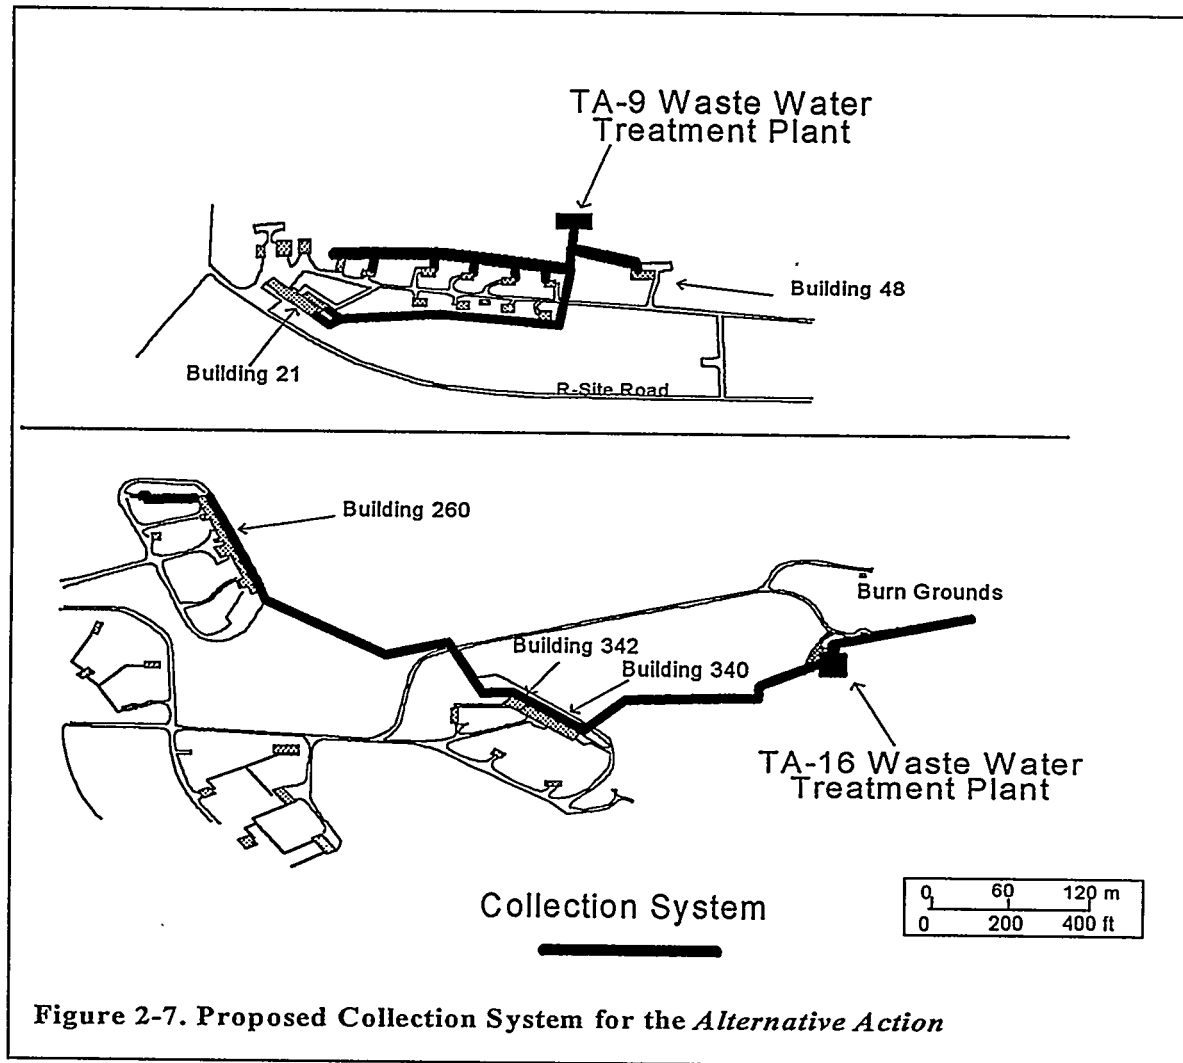 TA-9 Waste Water
Treatment Plant
Building 48
Building 21
R-Site Road
Building 260
Burn Grounds
Building 342
Building 340
TA-16 Waste Water
Treatment Plant
Collection System
0 60 120 m
0 200 400 ft
Figure 2-7. Proposed Collection System for the Alternative Action